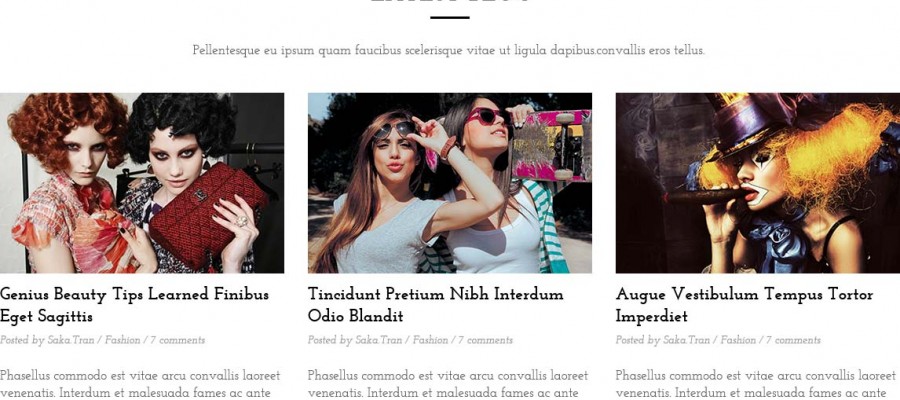 Pellentesque eu ipsum quam faucibus scelerisque vitae ut ligula dapibus.convallis eros tellus.
Genius Beauty Tips Learned Finibus
Eget Sagittis
Posted by Saka.Tran / Fashion / 7 comments
Phasellus commodo est vitae arcu convallis laoreet
venenatis. Interdum et malesuada fames ac ante
Tincidunt Pretium Nibh Interdum
Odio Blandit
Posted by Saka.Tran / Fashion / 7 comments
Phasellus commodo est vitae arcu convallis laoreet
venenatis. Interdum et malesuada fames ac ante
Augue Vestibulum Tempus Tortor
Imperdiet
Posted by Saka.Tran / Fashion / 7 comments
Phasellus commodo est vitae arcu convallis laoreet
venenatis. Interdum et malesuada fames ac ante